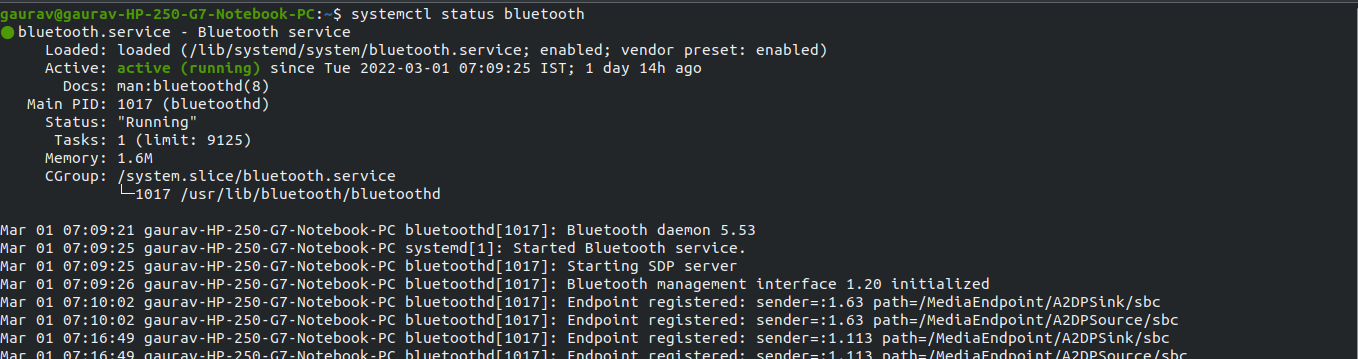 gaurav@gaurav-HP-250-G7-Notebook-PC:~$ systemctl status bluetooth
● bluetooth.service - Bluetooth service
Loaded: loaded (/lib/systemd/system/bluetooth.service; enabled; vendor preset: enabled)
Active: active (running) since Tue 2022-03-01 07:09:25 IST; 1 day 14h ago
Docs: man:bluetoothd(8)
Main PID: 1017 (bluetoothd)
Status: "Running"
Tasks: 1 (limit: 9125)
Memory: 1.6M
CGroup: /system.slice/bluetooth.service
└─1017 /usr/lib/bluetooth/bluetoothd
Mar 01 07:09:21 gaurav-HP-250-G7-Notebook-PC bluetoothd[1017]: Bluetooth daemon 5.53
Mar 01 07:09:25 gaurav-HP-250-G7-Notebook-PC systemd[1]: Started Bluetooth service.
Mar 01 07:09:25 gaurav-HP-250-G7-Notebook-PC bluetoothd[1017]: Starting SDP server
Mar 01 07:09:26 gaurav-HP-250-G7-Notebook-PC bluetoothd[1017]: Bluetooth management interface 1.20 initialized
Mar 01 07:10:02 gaurav-HP-250-G7-Notebook-PC bluetoothd[1017]: Endpoint registered: sender=:1.63 path=/MediaEndpoint/A2DPSink/sbc
Mar 01 07:10:02 gaurav-HP-250-G7-Notebook-PC bluetoothd[1017]: Endpoint registered: sender=:1.63 path=/MediaEndpoint/A2DPSource/sbc
Mar 01 07:16:49 gaurav-HP-250-G7-Notebook-PC bluetoothd[1017]: Endpoint registered: sender=:1.113 path=/MediaEndpoint/A2DPSink/sbc
Mar 01 07:16:49 gaurav-HP-250-G7-Notebook-PC bluetoothd[1017]: Endpoint registered: sender=:1.113 path=/MediaEndpoint/A2DPSource/sbc